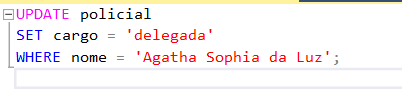 UPDATE policial
SET cargo = 'delegada'
WHERE nome = 'Agatha Sophia da Luz';